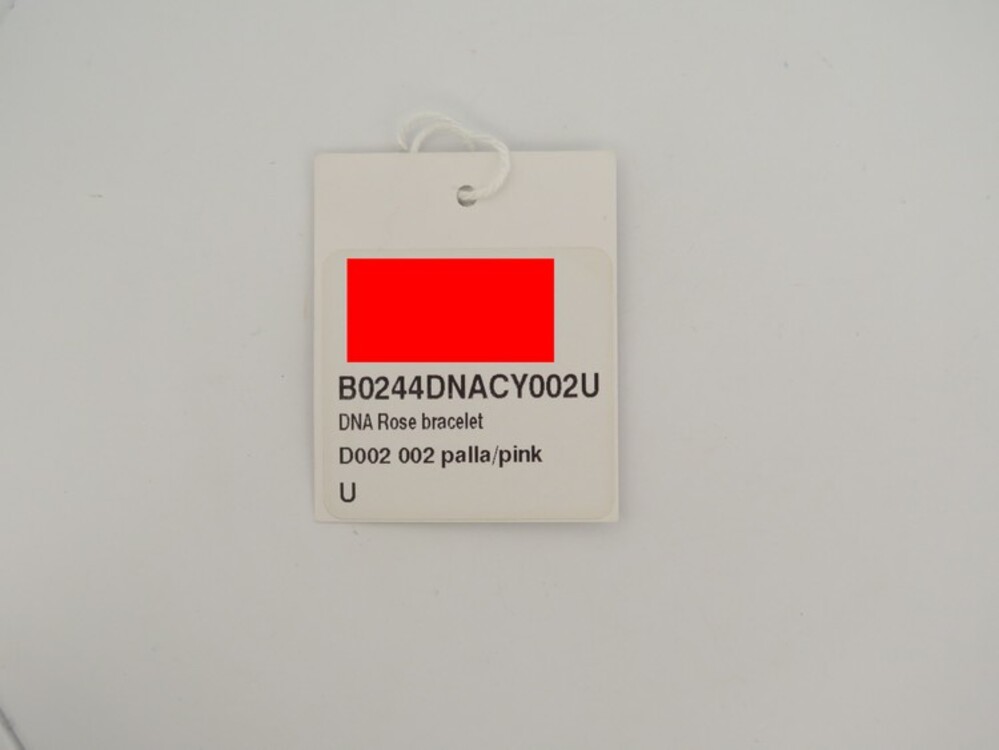 B0244DNACY002U
DNA Rose bracelet
D002 002 palla/pink
U